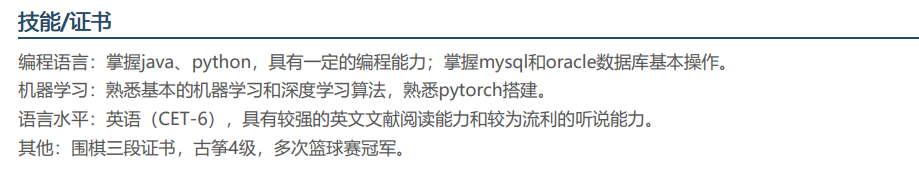 技能/证书
编程语言：掌握java、python，具有一定的编程能力；掌握mysql和oracle数据库基本操作。
机器学习：熟悉基本的机器学习和深度学习算法，熟悉pytorch搭建。
语言水平：英语（CET-6），具有较强的英文文献阅读能力和较为流利的听说能力。
其他：围棋三段证书，古筝4级，多次篮球赛冠军。